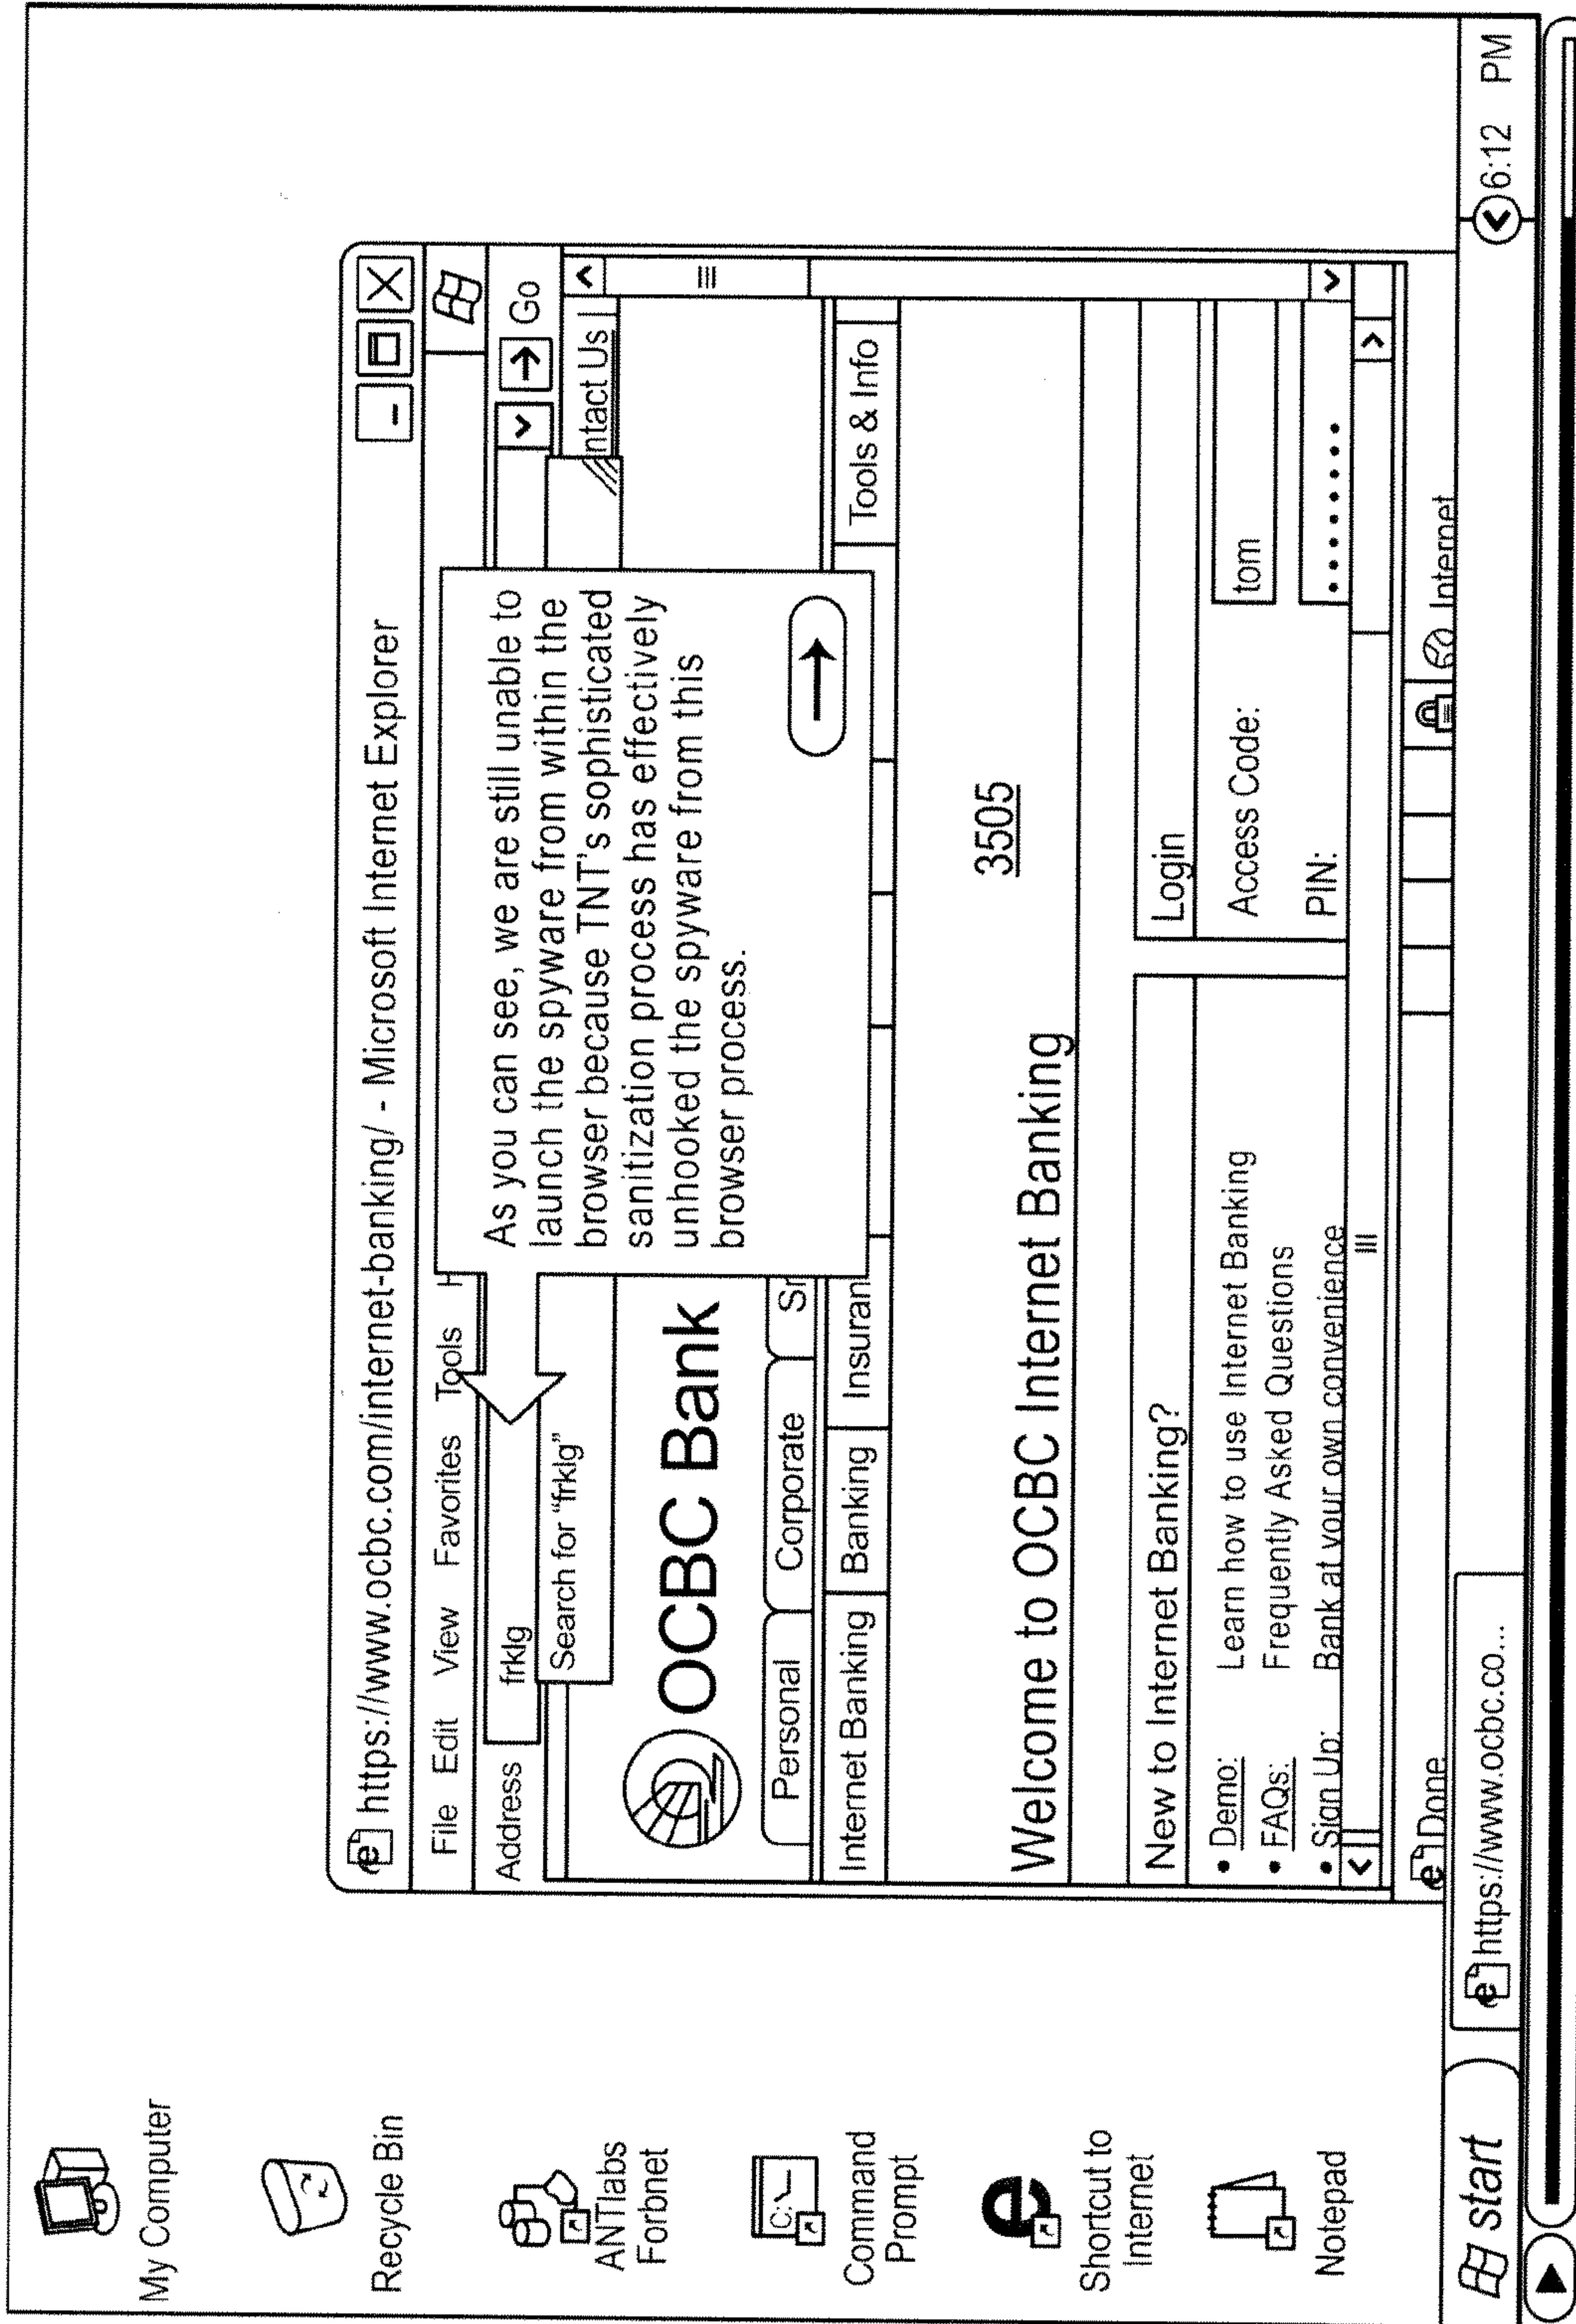 My Computer
Recycle Bin
ANTlabs
Forbnet
Command
Prompt
Shortcut to
Internet
Notepad
https://www.ocbc.com/internet-banking/ - Microsoft Internet Explorer
File Edit View Favorites Tools H
Address frklg Go
Search for “frklg”
ntact Us
As you can see, we are still unable to
launch the spyware from within the
browser because TNT's sophisticated
sanitization process has effectively
unhooked the spyware from this
browser process.
OCBC Bank
Personal Corporate Sr
Internet Banking Banking Insuran Tools & Info
3505
Welcome to OCBC Internet Banking
New to Internet Banking?
• Demo: Learn how to use Internet Banking
• FAQs: Frequently Asked Questions
• Sign Up: Bank at your own convenience
Login
Access Code: tom
PIN: ••••••••
Done Internet
start https://www.ocbc.co... 6:12 PM